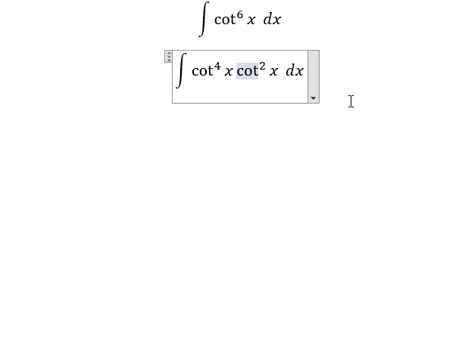 ∫ cot⁶ x dx
∫ cot⁴ x cot² x dx